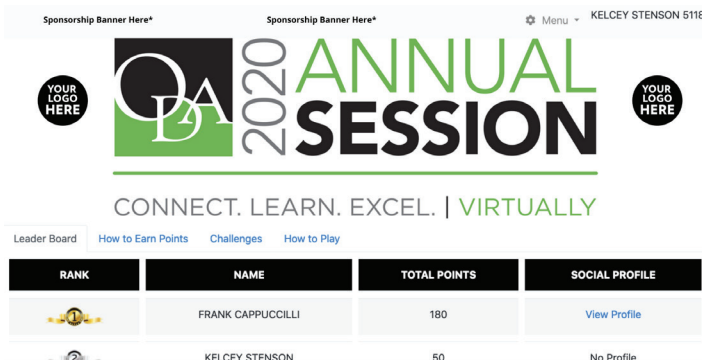 Sponsorship Banner Here*
Sponsorship Banner Here*
Menu
KELCEY STENSON 5118
YOUR
LOGO
HERE
ODA
2020
ANNUAL
SESSION
YOUR
LOGO
HERE
CONNECT. LEARN. EXCEL. | VIRTUALLY
Leader Board How to Earn Points Challenges How to Play
RANK NAME TOTAL POINTS SOCIAL PROFILE
1 FRANK CAPPUCCILLI 180 View Profile
2 KELCEY STENSON 50 No Profile